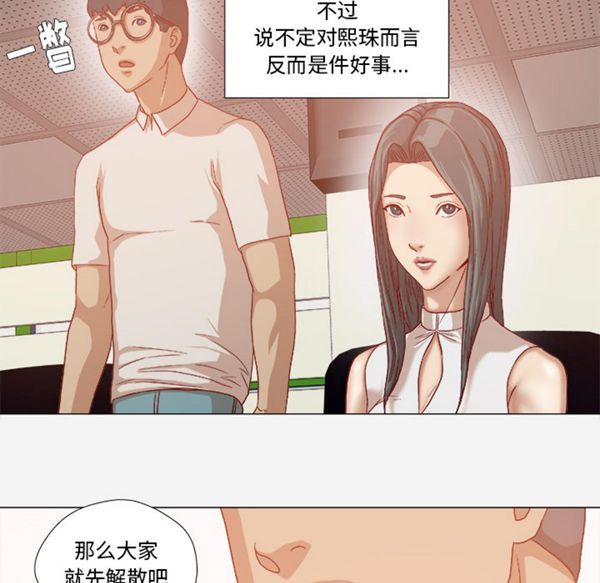 不过
说不定对熙珠而言
反而是件好事...
一瞥
那么大家
就先解散吧